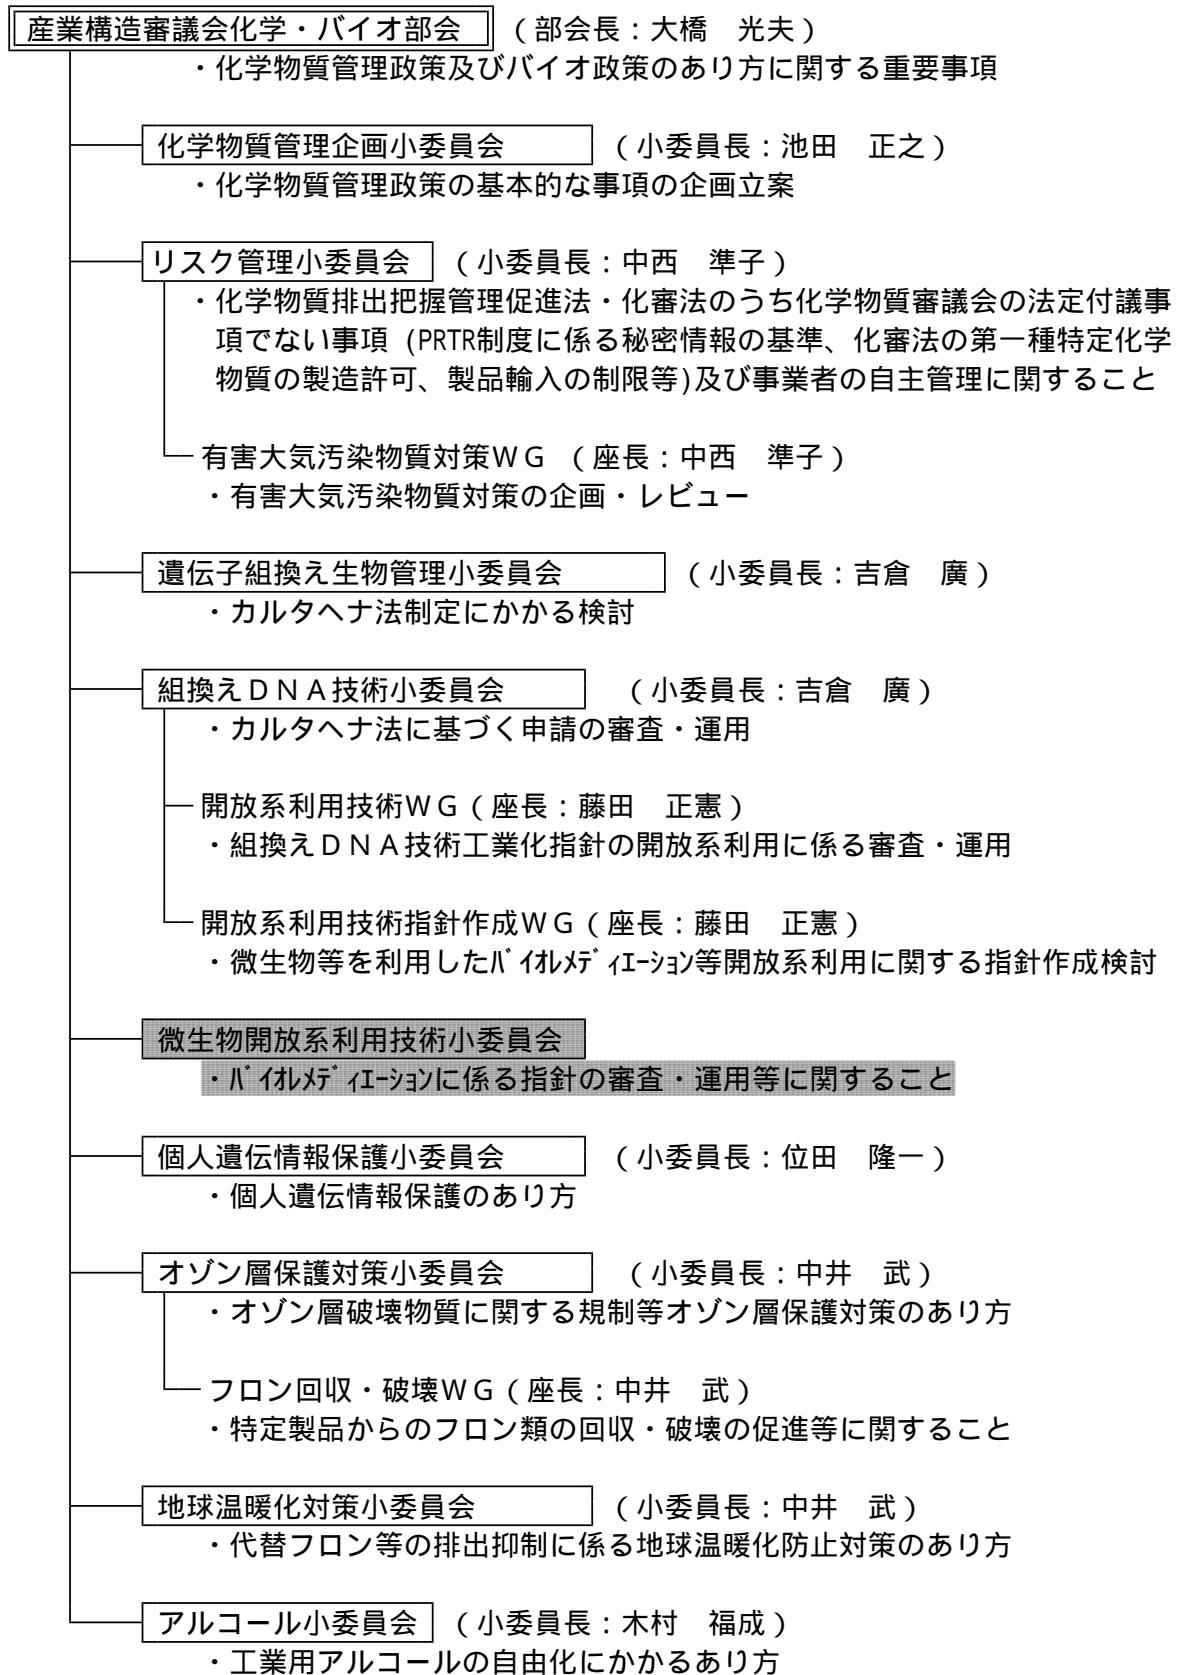 産業構造審議会化学・バイオ部会 （部会長：大橋　光夫）
・化学物質管理政策及びバイオ政策のあり方に関する重要事項
化学物質管理企画小委員会 （小委員長：池田　正之）
・化学物質管理政策の基本的な事項の企画立案
リスク管理小委員会 （小委員長：中西　準子）
・化学物質排出把握管理促進法・化審法のうち化学物質審議会の法定付議事
項でない事項 (PRTR制度に係る秘密情報の基準、化審法の第一種特定化学
物質の製造許可、製品輸入の制限等)及び事業者の自主管理に関すること
有害大気汚染物質対策ＷＧ （座長：中西　準子）
・有害大気汚染物質対策の企画・レビュー
遺伝子組換え生物管理小委員会 （小委員長：吉倉　廣）
・カルタヘナ法制定にかかる検討
組換えＤＮＡ技術小委員会 （小委員長：吉倉　廣）
・カルタヘナ法に基づく申請の審査・運用
開放系利用技術ＷＧ（座長：藤田　正憲）
・組換えＤＮＡ技術工業化指針の開放系利用に係る審査・運用
開放系利用技術指針作成ＷＧ（座長：藤田　正憲）
・微生物等を利用したﾊﾞｲｵﾚﾒﾃﾞｨｴｰｼｮﾝ等開放系利用に関する指針作成検討
微生物開放系利用技術小委員会
・ﾊﾞｲｵﾚﾒﾃﾞｨｴｰｼｮﾝに係る指針の審査・運用等に関すること
個人遺伝情報保護小委員会 （小委員長：位田　隆一）
・個人遺伝情報保護のあり方
オゾン層保護対策小委員会 （小委員長：中井　武）
・オゾン層破壊物質に関する規制等オゾン層保護対策のあり方
フロン回収・破壊ＷＧ（座長：中井　武）
・特定製品からのフロン類の回収・破壊の促進等に関すること
地球温暖化対策小委員会 （小委員長：中井　武）
・代替フロン等の排出抑制に係る地球温暖化防止対策のあり方
アルコール小委員会 （小委員長：木村　福成）
・工業用アルコールの自由化にかかるあり方